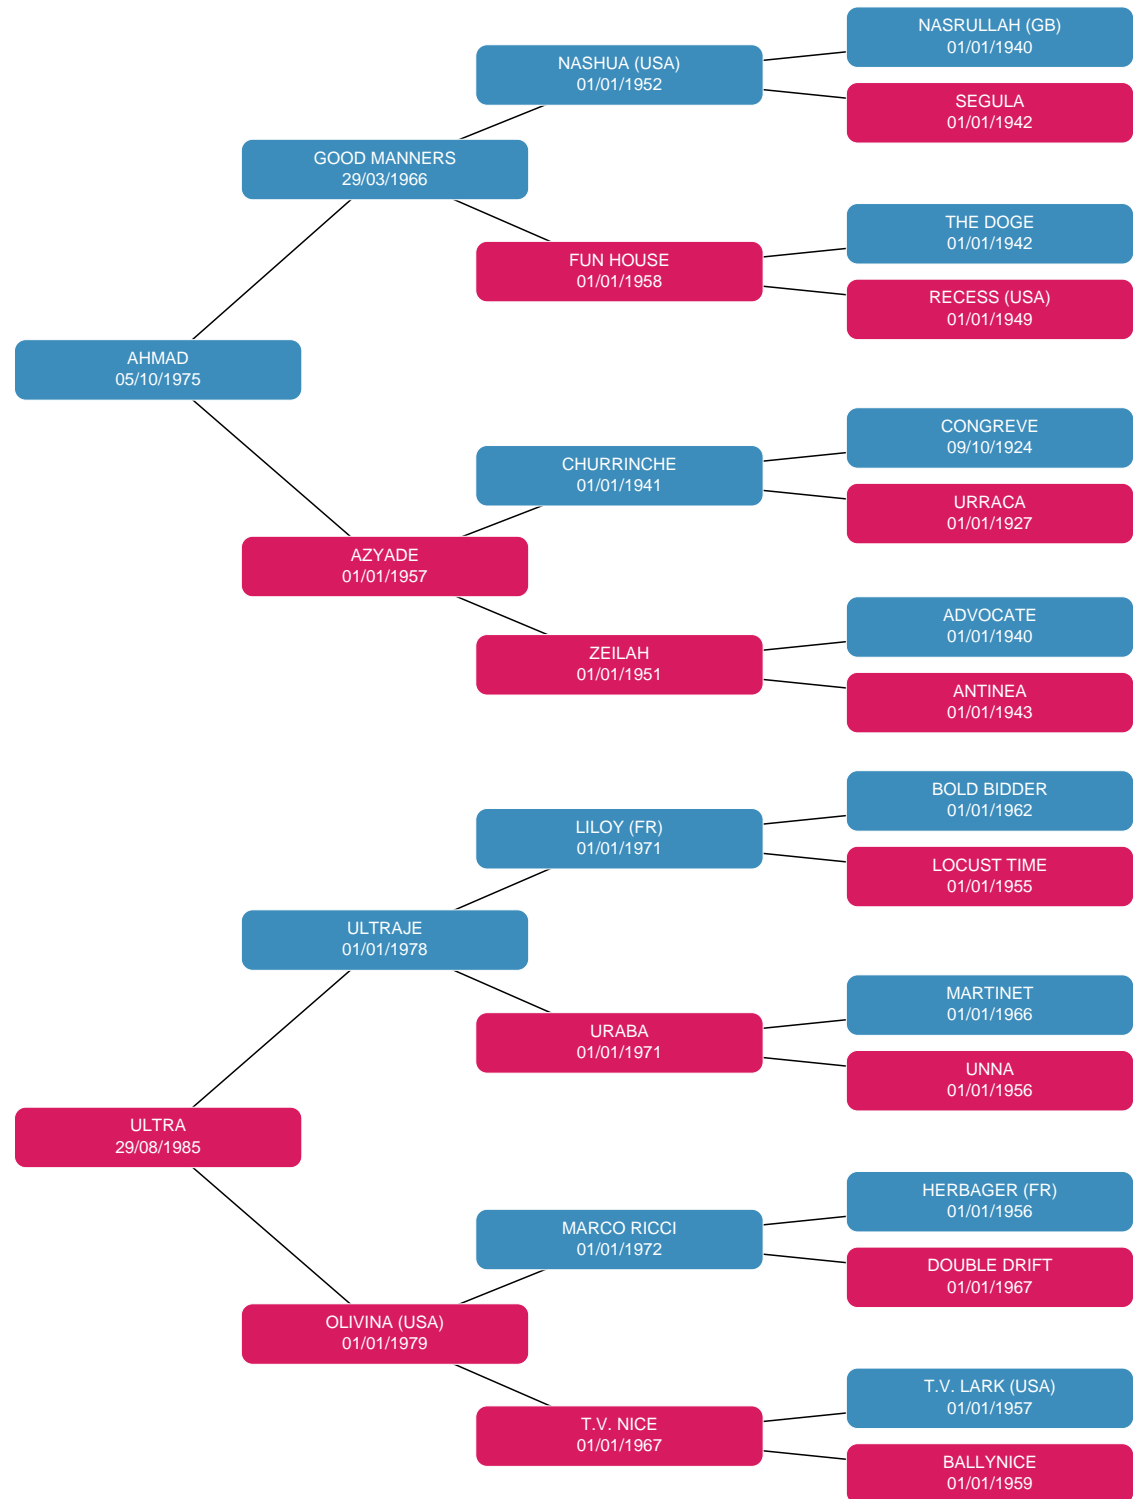 NASRULLAH (GB)
01/01/1940
NASHUA (USA)
01/01/1952
SEGULA
01/01/1942
GOOD MANNERS
29/03/1966
THE DOGE
01/01/1942
FUN HOUSE
01/01/1958
RECESS (USA)
01/01/1949
AHMAD
05/10/1975
CONGREVE
09/10/1924
CHURRINCHE
01/01/1941
URRACA
01/01/1927
AZYADE
01/01/1957
ADVOCATE
01/01/1940
ZEILAH
01/01/1951
ANTINEA
01/01/1943
BOLD BIDDER
01/01/1962
LILOY (FR)
01/01/1971
LOCUST TIME
01/01/1955
ULTRAJE
01/01/1978
MARTINET
01/01/1966
URABA
01/01/1971
UNNA
01/01/1956
ULTRA
29/08/1985
HERBAGER (FR)
01/01/1956
MARCO RICCI
01/01/1972
DOUBLE DRIFT
01/01/1967
OLIVINA (USA)
01/01/1979
T.V. LARK (USA)
01/01/1957
T.V. NICE
01/01/1967
BALLYNICE
01/01/1959